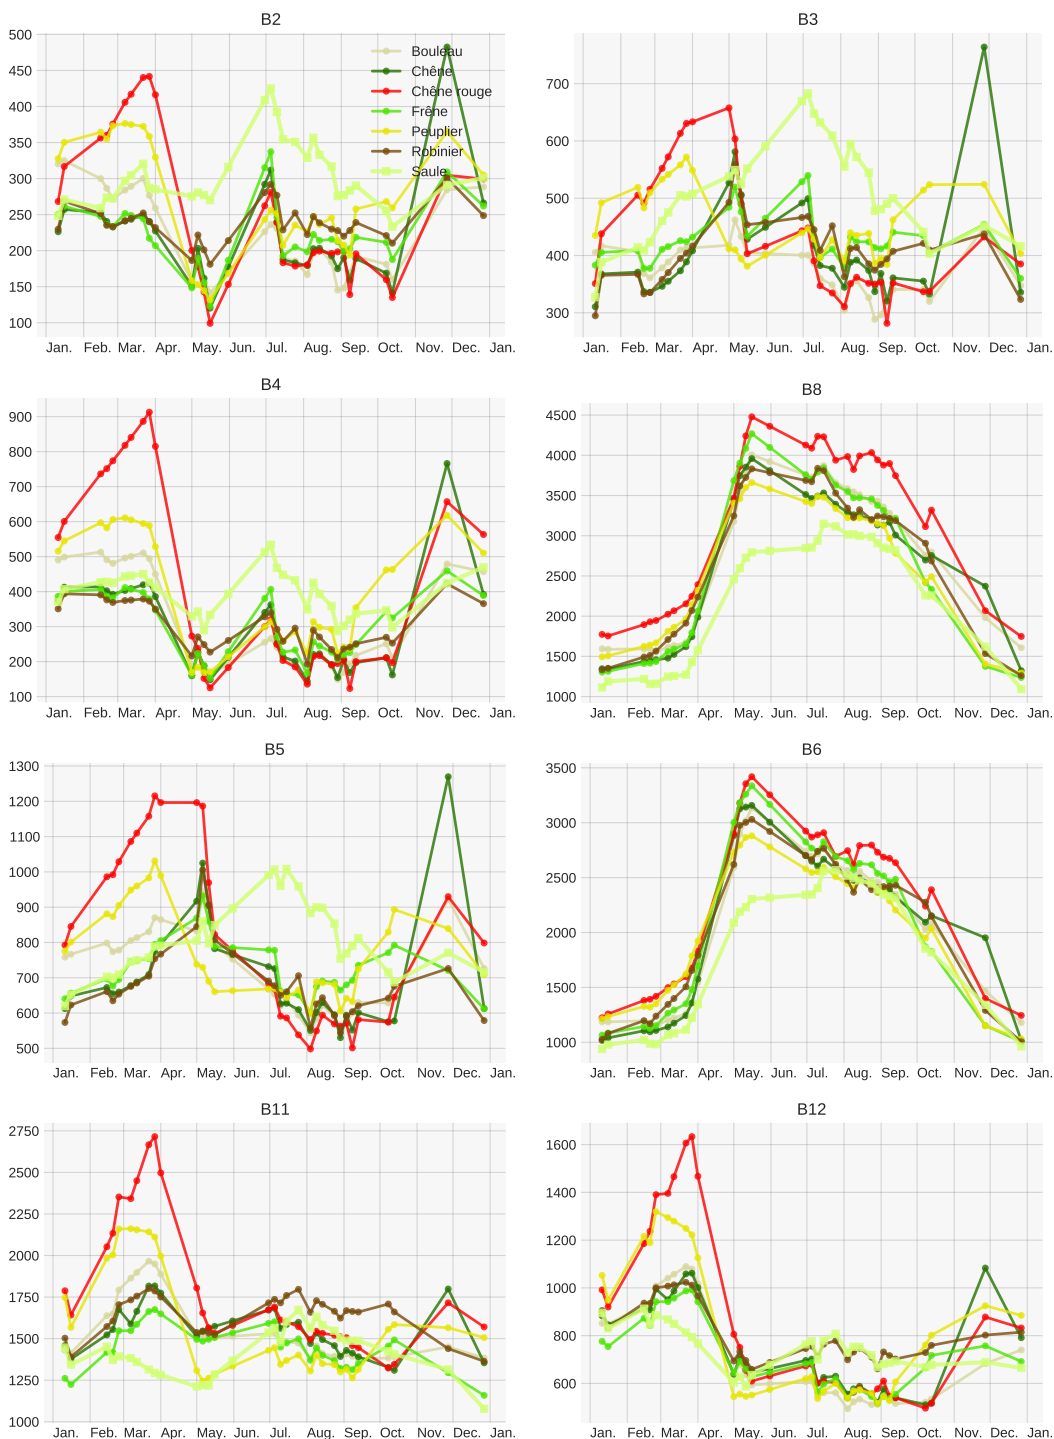 B2
500
450
400
350
300
250
200
150
100
Bouleau
Chêne
Chêne rouge
Frêne
Peuplier
Robinier
Saule
Jan. Feb. Mar. Apr. May. Jun. Jul. Aug. Sep. Oct. Nov. Dec. Jan.
B3
700
600
500
400
300
Jan. Feb. Mar. Apr. May. Jun. Jul. Aug. Sep. Oct. Nov. Dec. Jan.
B4
900
800
700
600
500
400
300
200
100
Jan. Feb. Mar. Apr. May. Jun. Jul. Aug. Sep. Oct. Nov. Dec. Jan.
B8
4500
4000
3500
3000
2500
2000
1500
1000
Jan. Feb. Mar. Apr. May. Jun. Jul. Aug. Sep. Oct. Nov. Dec. Jan.
B5
1300
1200
1100
1000
900
800
700
600
500
Jan. Feb. Mar. Apr. May. Jun. Jul. Aug. Sep. Oct. Nov. Dec. Jan.
B6
3500
3000
2500
2000
1500
1000
Jan. Feb. Mar. Apr. May. Jun. Jul. Aug. Sep. Oct. Nov. Dec. Jan.
B11
2750
2500
2250
2000
1750
1500
1250
1000
Jan. Feb. Mar. Apr. May. Jun. Jul. Aug. Sep. Oct. Nov. Dec. Jan.
B12
1600
1400
1200
1000
800
600
Jan. Feb. Mar. Apr. May. Jun. Jul. Aug. Sep. Oct. Nov. Dec. Jan.